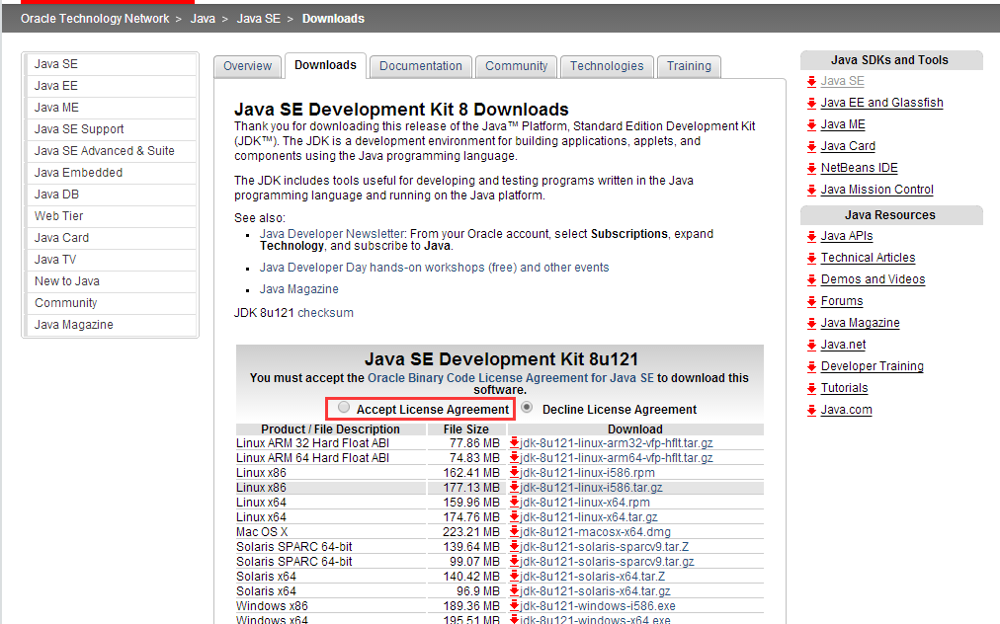 Oracle Technology Network > Java > Java SE > Downloads
Java SE
Java EE
Java ME
Java SE Support
Java SE Advanced & Suite
Java Embedded
Java DB
Web Tier
Java Card
Java TV
New to Java
Community
Java Magazine
Overview Downloads Documentation Community Technologies Training
Java SE Development Kit 8 Downloads
Thank you for downloading this release of the Java™ Platform, Standard Edition Development Kit
(JDK™). The JDK is a development environment for building applications, applets, and
components using the Java programming language.
The JDK includes tools useful for developing and testing programs written in the Java
programming language and running on the Java platform.
See also:
Java Developer Newsletter: From your Oracle account, select Subscriptions, expand
Technology, and subscribe to Java.
Java Developer Day hands-on workshops (free) and other events
Java Magazine
JDK 8u121 checksum
Java SE Development Kit 8u121
You must accept the Oracle Binary Code License Agreement for Java SE to download this
software.
Accept License Agreement Decline License Agreement
Product / File Description File Size Download
Linux ARM 32 Hard Float ABI 77.86 MB jdk-8u121-linux-arm32-vfp-hflt.tar.gz
Linux ARM 64 Hard Float ABI 74.83 MB jdk-8u121-linux-arm64-vfp-hflt.tar.gz
Linux x86 162.41 MB jdk-8u121-linux-i586.rpm
Linux x86 177.13 MB jdk-8u121-linux-i586.tar.gz
Linux x64 159.96 MB jdk-8u121-linux-x64.rpm
Linux x64 174.76 MB jdk-8u121-linux-x64.tar.gz
Mac OS X 223.21 MB jdk-8u121-macosx-x64.dmg
Solaris SPARC 64-bit 139.64 MB jdk-8u121-solaris-sparcv9.tar.Z
Solaris SPARC 64-bit 99.07 MB jdk-8u121-solaris-sparcv9.tar.gz
Solaris x64 140.42 MB jdk-8u121-solaris-x64.tar.Z
Solaris x64 96.9 MB jdk-8u121-solaris-x64.tar.gz
Windows x86 189.36 MB jdk-8u121-windows-i586.exe
Windows x64 195.51 MB jdk-8u121-windows-x64.exe
Java SDKs and Tools
Java SE
Java EE and Glassfish
Java ME
Java Card
NetBeans IDE
Java Mission Control
Java Resources
Java APIs
Technical Articles
Demos and Videos
Forums
Java Magazine
Java.net
Developer Training
Tutorials
Java.com